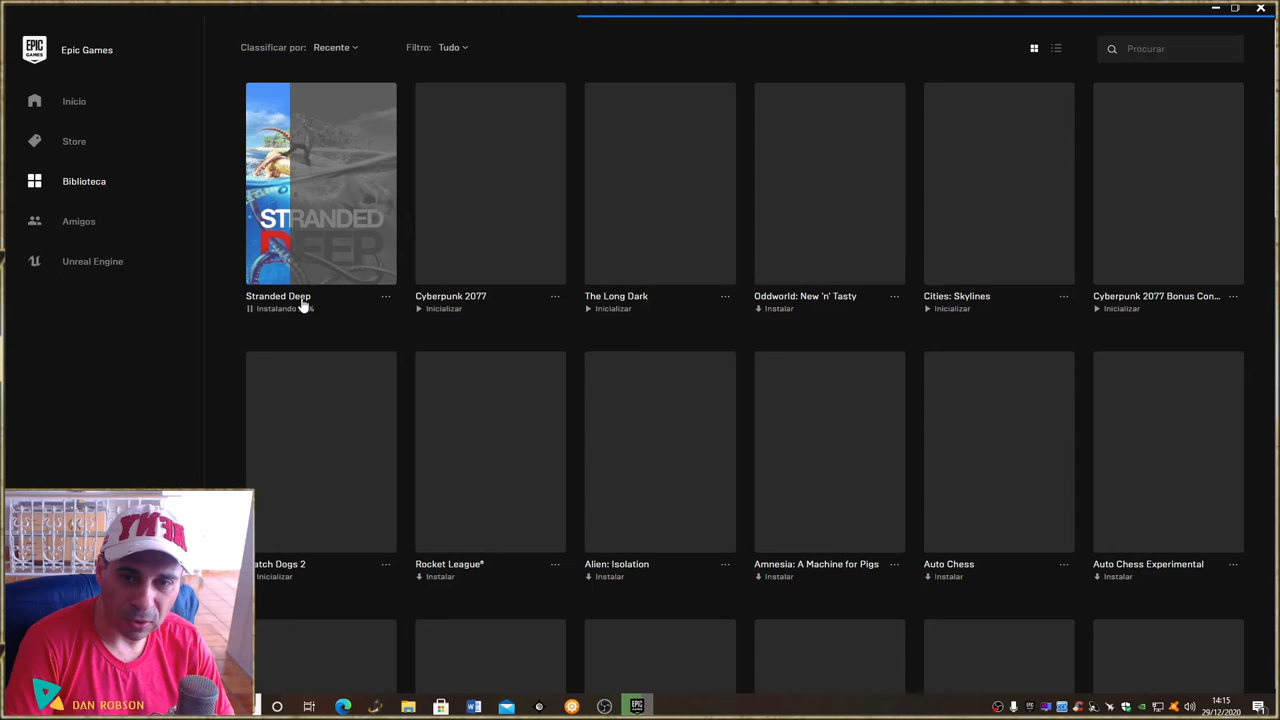 EPIC GAMES
Epic Games
Classificar por: Recente
Filtro: Tudo
Procurar
Início
Store
Biblioteca
Amigos
Unreal Engine
STRANDED
Stranded Deep ...
Instalando
Cyberpunk 2077 ...
Inicializar
The Long Dark ...
Inicializar
Oddworld: New 'n' Tasty ...
Instalar
Cities: Skylines ...
Inicializar
Cyberpunk 2077 Bonus Con... ...
Inicializar
Dogs 2 ...
Inicializar
Rocket League® ...
Instalar
Alien: Isolation ...
Instalar
Amnesia: A Machine for Pigs ...
Instalar
Auto Chess ...
Instalar
Auto Chess Experimental ...
Instalar
DAN ROBSON
14:15
29/12/2020